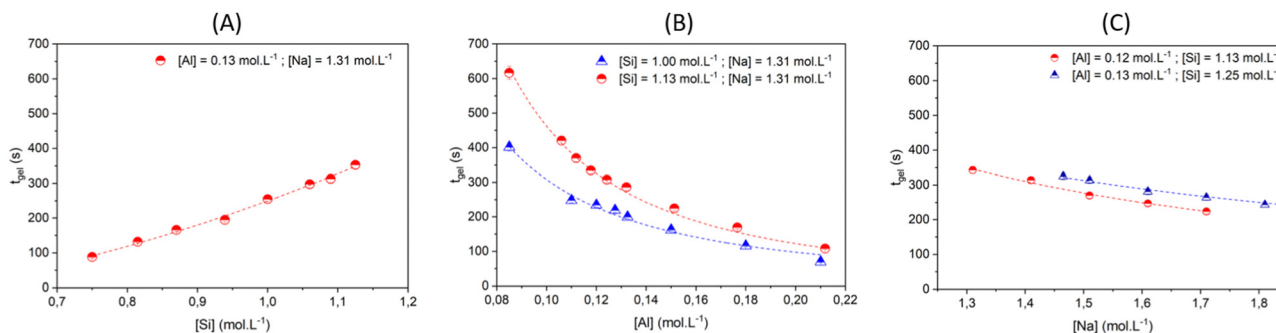 (A)
700
600
500
400
300
200
100
0
t_gel (s)
[Al] = 0.13 mol.L⁻¹ ; [Na] = 1.31 mol.L⁻¹
0,7 0,8 0,9 1,0 1,1 1,2
[Si] (mol.L⁻¹)
(B)
700
600
500
400
300
200
100
0
t_gel (s)
[Si] = 1.00 mol.L⁻¹ ; [Na] = 1.31 mol.L⁻¹
[Si] = 1.13 mol.L⁻¹ ; [Na] = 1.31 mol.L⁻¹
0,08 0,10 0,12 0,14 0,16 0,18 0,20 0,22
[Al] (mol.L⁻¹)
(C)
700
600
500
400
300
200
100
0
t_gel (s)
[Al] = 0.12 mol.L⁻¹ ; [Si] = 1.13 mol.L⁻
[Al] = 0.13 mol.L⁻¹ ; [Si] = 1.25 mol.L⁻
1,3 1,4 1,5 1,6 1,7 1,8
[Na] (mol.L⁻¹)